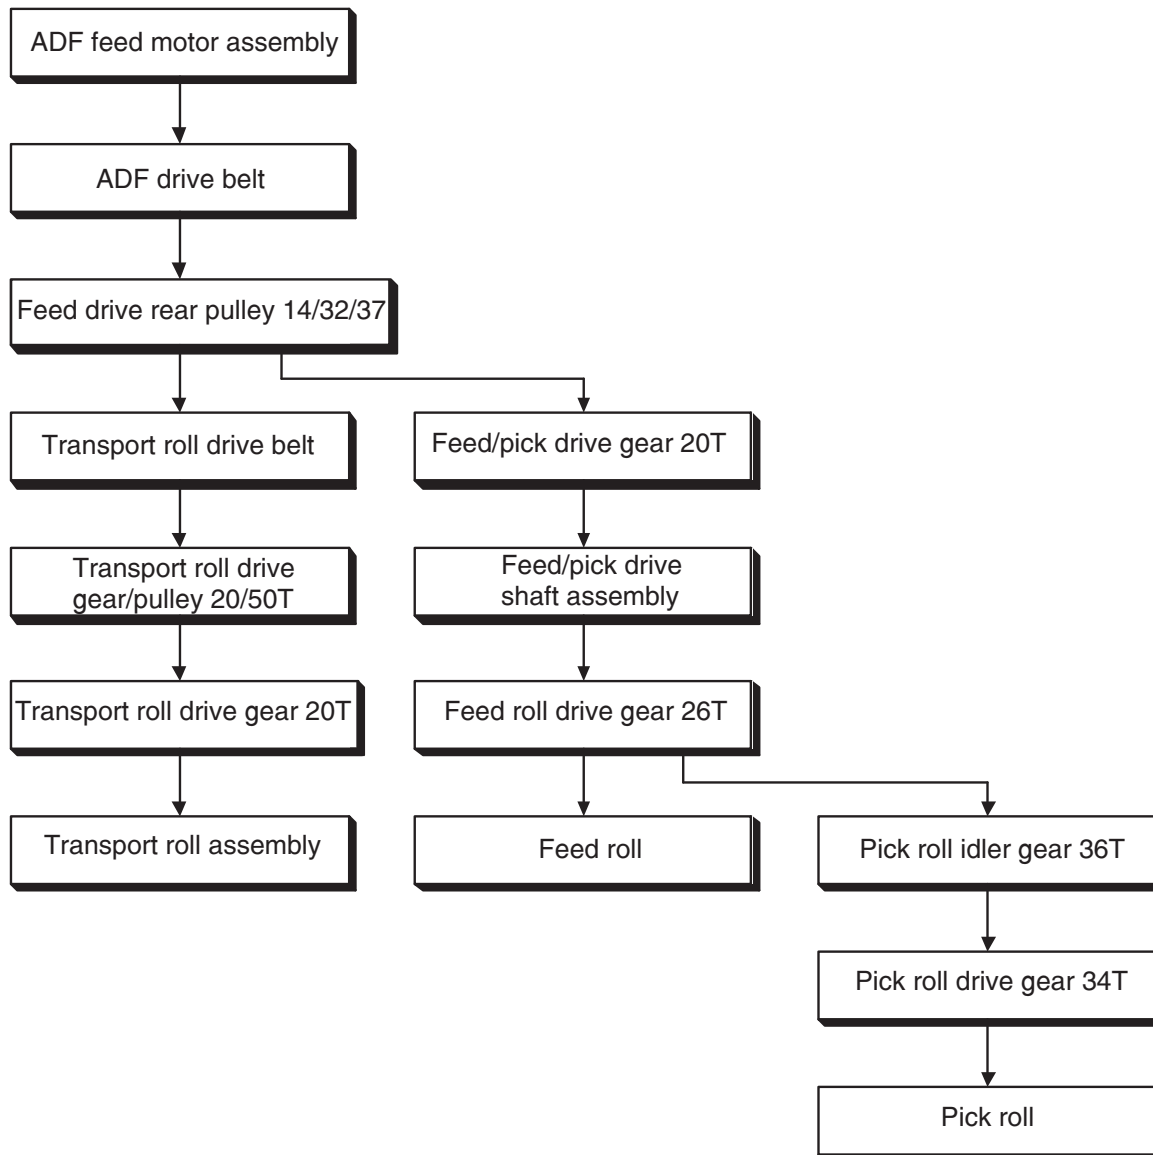 ADF feed motor assembly
ADF drive belt
Feed drive rear pulley 14/32/37
Transport roll drive belt
Feed/pick drive gear 20T
Transport roll drive
gear/pulley 20/50T
Feed/pick drive
shaft assembly
Transport roll drive gear 20T
Feed roll drive gear 26T
Transport roll assembly
Feed roll
Pick roll idler gear 36T
Pick roll drive gear 34T
Pick roll